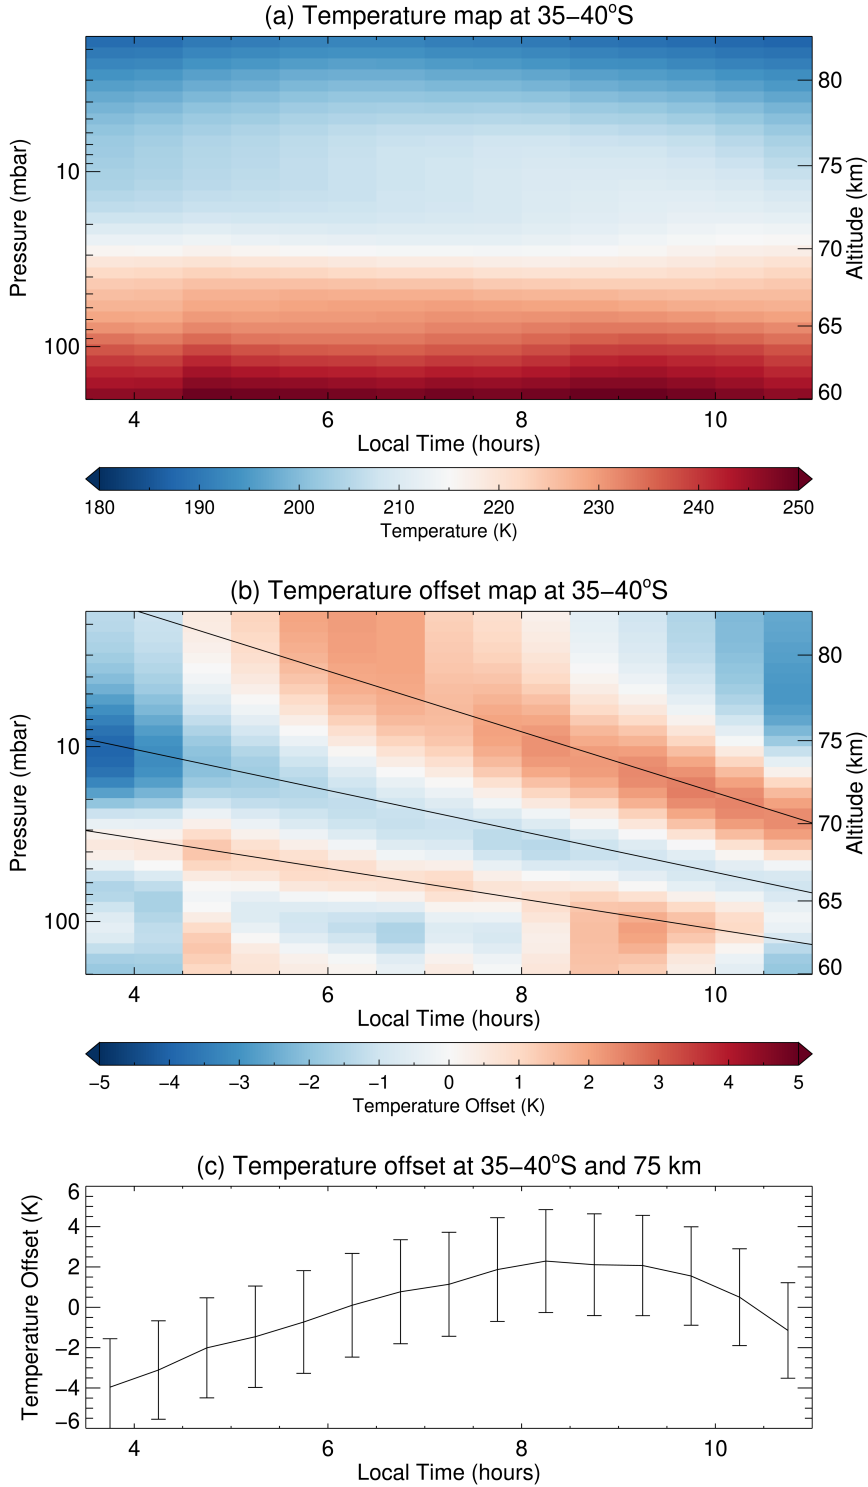 (a) Temperature map at 35−40°S
Pressure (mbar)
10
100
80
75
70
65
60
Altitude (km)
4 6 8 10
Local Time (hours)
180 190 200 210 220 230 240 250
Temperature (K)
(b) Temperature offset map at 35−40°S
Pressure (mbar)
10
100
80
75
70
65
60
Altitude (km)
4 6 8 10
Local Time (hours)
−5 −4 −3 −2 −1 0 1 2 3 4 5
Temperature Offset (K)
(c) Temperature offset at 35−40°S and 75 km
Temperature Offset (K)
6
4
2
0
−2
−4
−6
4 6 8 10
Local Time (hours)